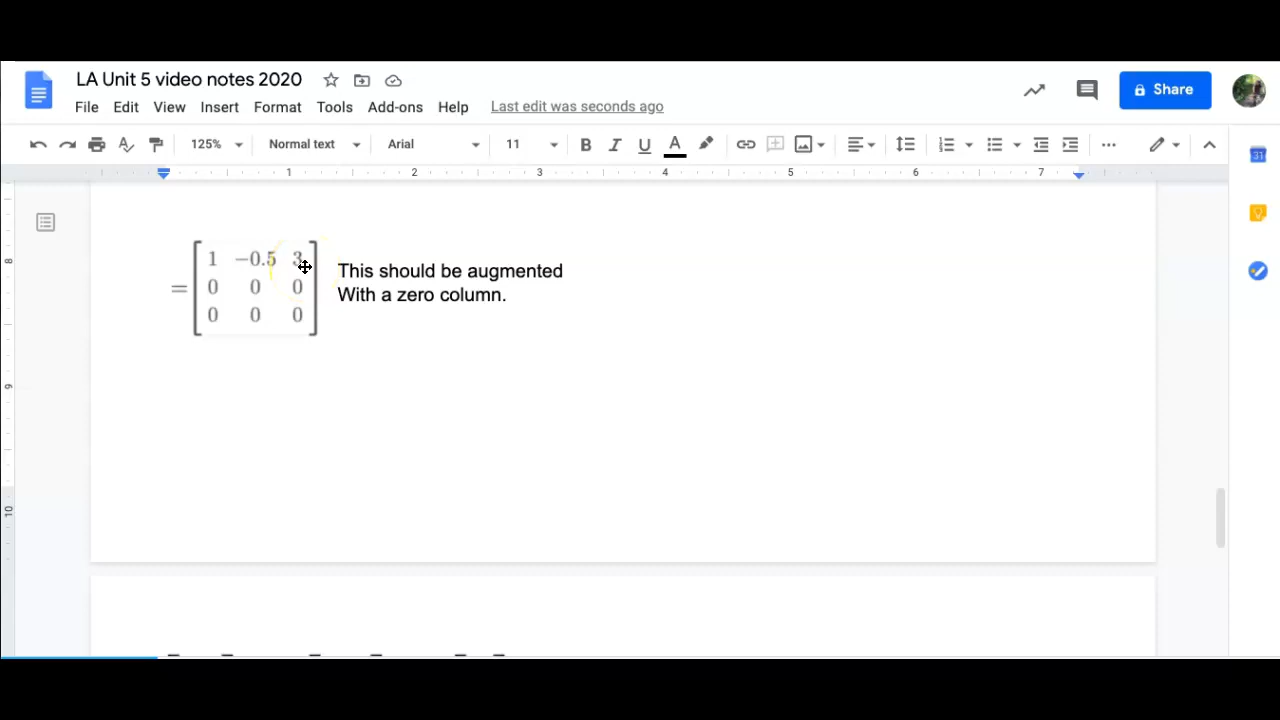 LA Unit 5 video notes 2020
File Edit View Insert Format Tools Add-ons Help Last edit was seconds ago
Share
125% Normal text Arial 11
31
1 2 3 4 5 6 7
8
9
10
= [ 1 −0.5 3 ]
[ 0 0 0 ]
[ 0 0 0 ]
This should be augmented
With a zero column.